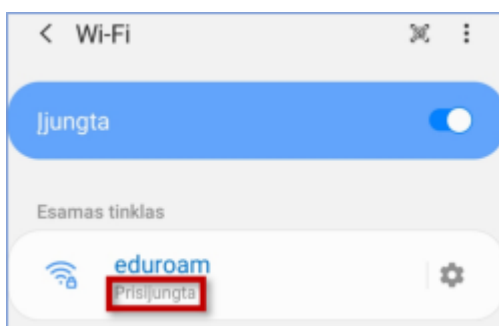 Wi-Fi
Įjungta
Esamas tinklas
eduroam
Prisijungta